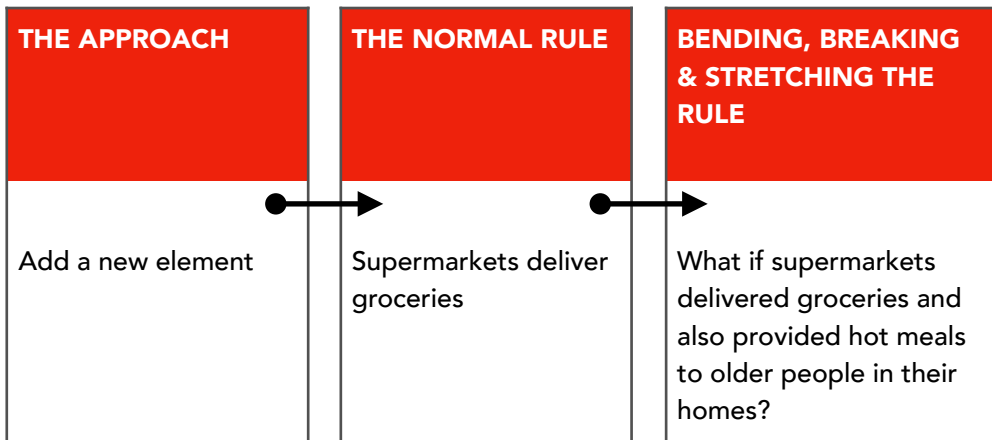 THE APPROACH
Add a new element
THE NORMAL RULE
Supermarkets deliver
groceries
BENDING, BREAKING
& STRETCHING THE
RULE
What if supermarkets
delivered groceries and
also provided hot meals
to older people in their
homes?